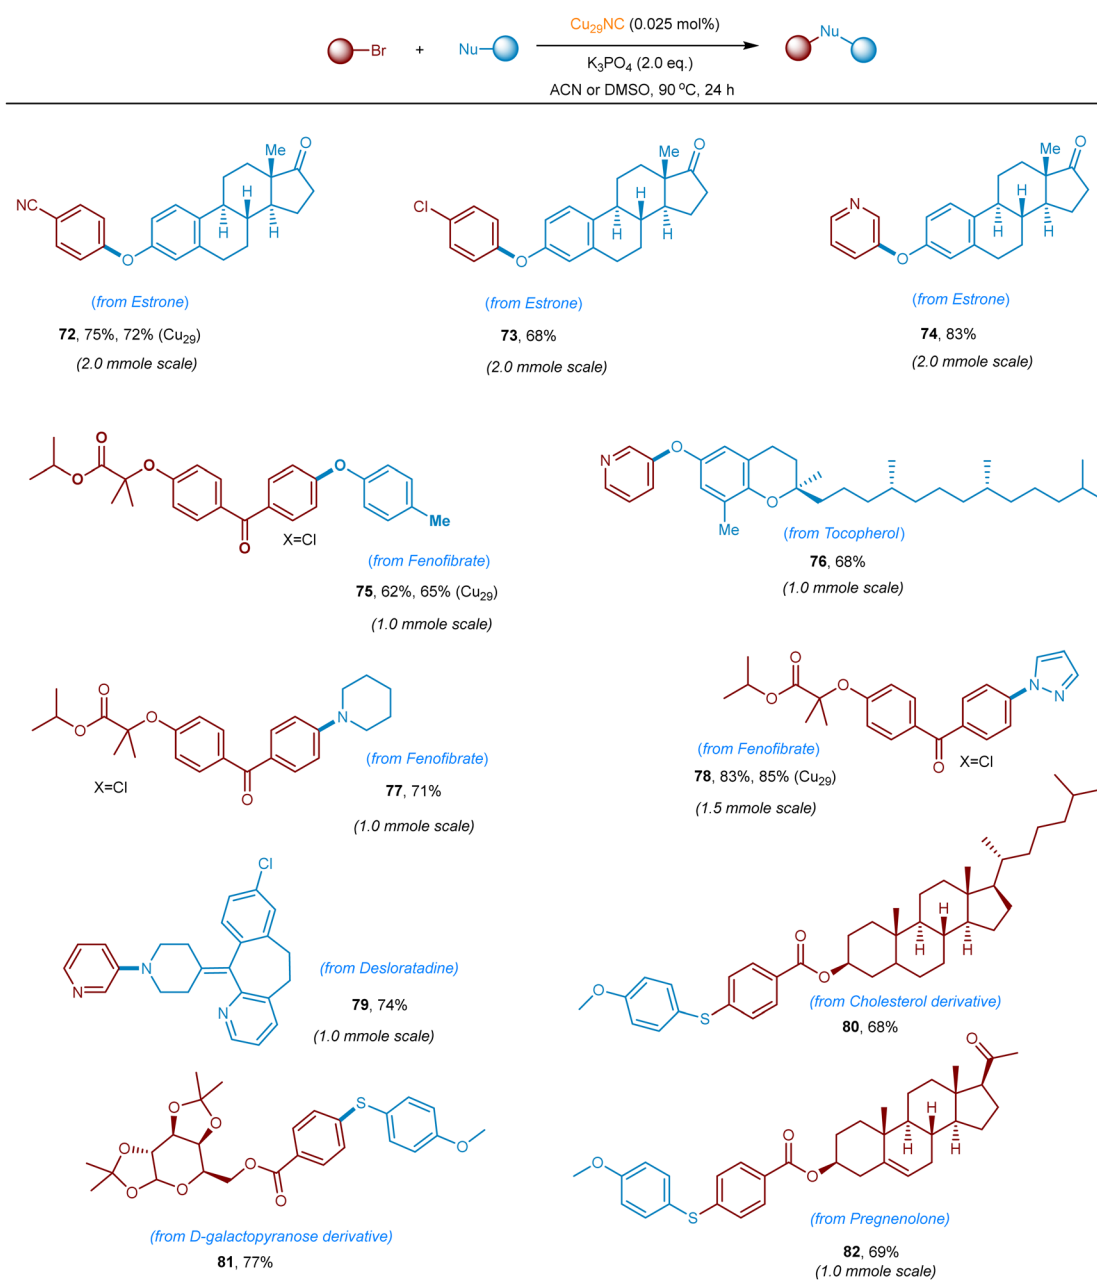 Cu29NC (0.025 mol%)
Br + Nu Nu
K3PO4 (2.0 eq.)
ACN or DMSO, 90 °C, 24 h
Me O
NC H H H O
(from Estrone)
72, 75%, 72% (Cu29)
(2.0 mmole scale)
Me O
Cl H H H O
(from Estrone)
73, 68%
(2.0 mmole scale)
Me O
N H H H O
(from Estrone)
74, 83%
(2.0 mmole scale)
O O O O O Me
X=Cl
(from Fenofibrate)
75, 62%, 65% (Cu29)
(1.0 mmole scale)
N O O Me
(from Tocopherol)
76, 68%
(1.0 mmole scale)
O O O O N
X=Cl
(from Fenofibrate)
77, 71%
(1.0 mmole scale)
O O O O N N
X=Cl
(from Fenofibrate)
78, 83%, 85% (Cu29)
(1.5 mmole scale)
Cl
N N N
(from Desloratadine)
79, 74%
(1.0 mmole scale)
H H H
O O O S
(from Cholesterol derivative)
80, 68%
O O O O O O O S O
(from D-galactopyranose derivative)
81, 77%
O
H H H
O O O S
(from Pregnenolone)
82, 69%
(1.0 mmole scale)